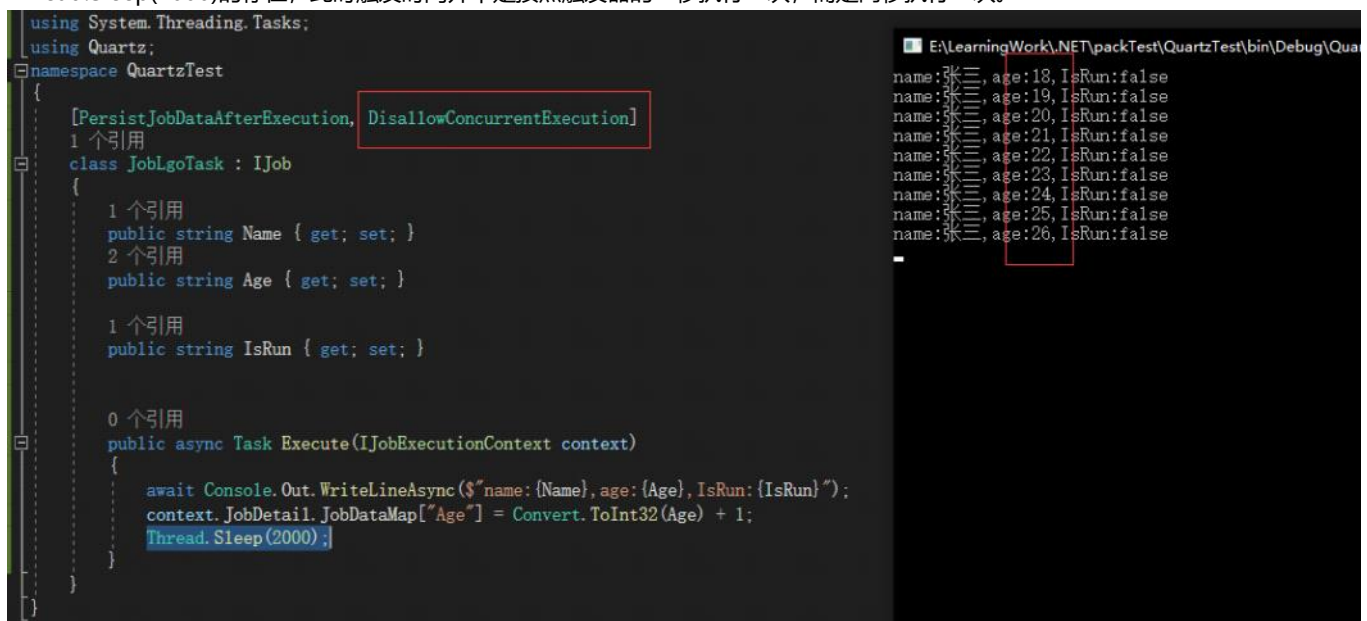 using System.Threading.Tasks;
using Quartz;
namespace QuartzTest
{
[PersistJobDataAfterExecution, DisallowConcurrentExecution]
1 个引用
class JobLgoTask : IJob
{
1 个引用
public string Name { get; set; }
2 个引用
public string Age { get; set; }
1 个引用
public string IsRun { get; set; }
0 个引用
public async Task Execute(IJobExecutionContext context)
{
await Console.Out.WriteLineAsync($"name:{Name},age:{Age},IsRun:{IsRun}");
context.JobDetail.JobDataMap["Age"] = Convert.ToInt32(Age) + 1;
Thread.Sleep(2000);
}
}
}
E:\LearningWork\.NET\packTest\QuartzTest\bin\Debug\Quar
name:张三,age:18,IsRun:false
name:张三,age:19,IsRun:false
name:张三,age:20,IsRun:false
name:张三,age:21,IsRun:false
name:张三,age:22,IsRun:false
name:张三,age:23,IsRun:false
name:张三,age:24,IsRun:false
name:张三,age:25,IsRun:false
name:张三,age:26,IsRun:false